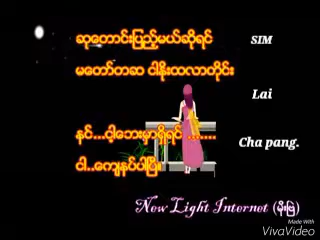 ဆုတောင်းပြည့်မယ်ဆိုရင်
SIM
မတော်တဆ ငါနိုးထလာတိုင်း
Lai
နင်...ငါ့ဘေးမှာရှိရင် .......
Cha pang.
ငါ..ကျေနပ်ပါပြီ။
New Light Internet (မိုးဗြဲ)
Made With
VivaVideo